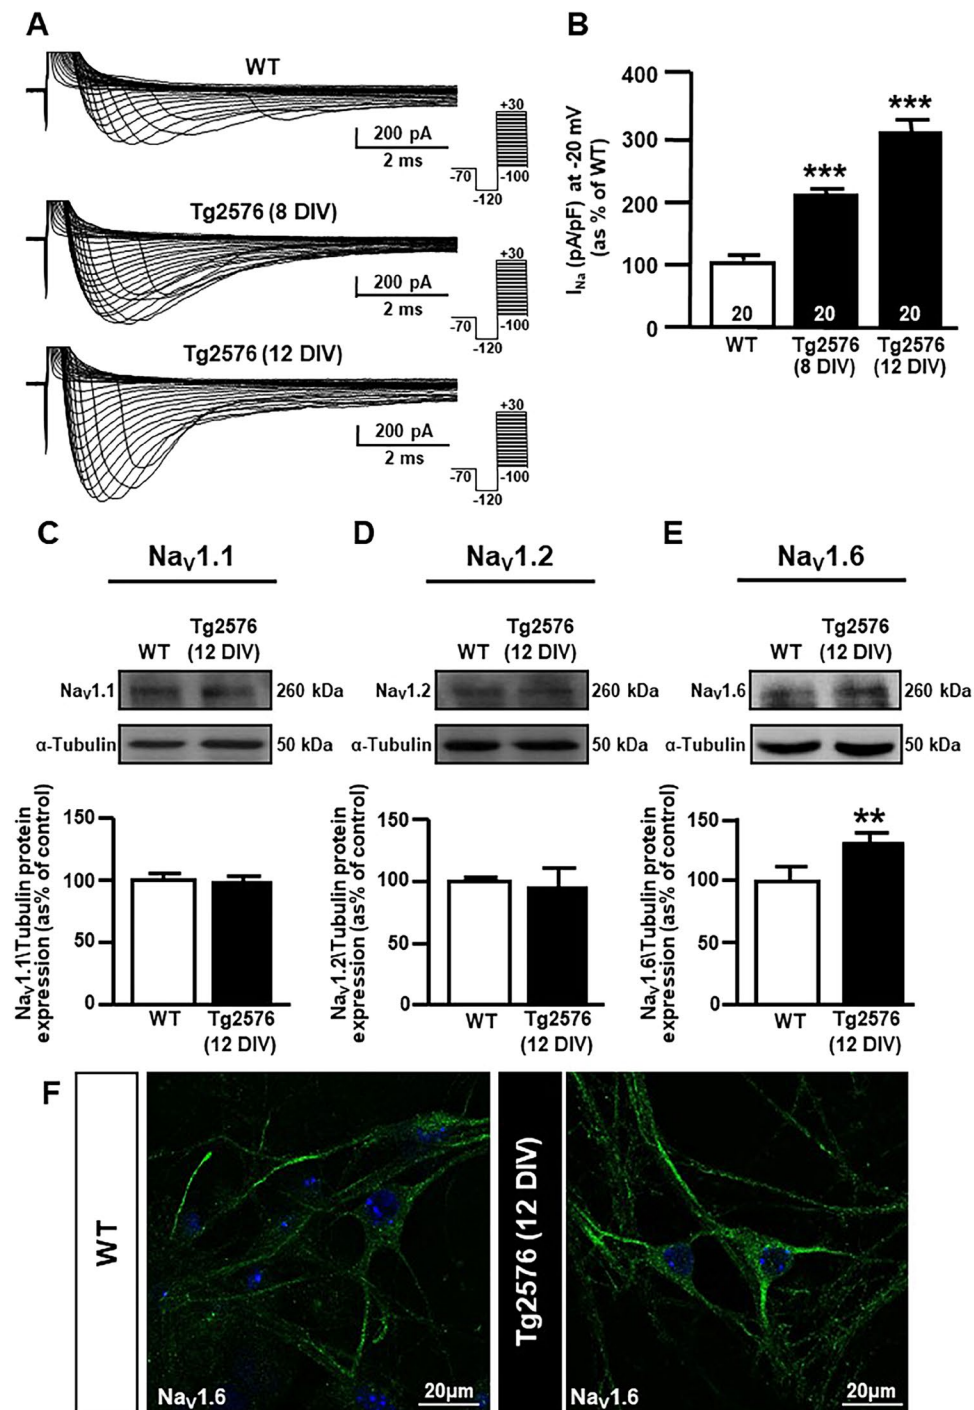 A
WT
200 pA
2 ms
+30
-70
-100
-120
Tg2576 (8 DIV)
200 pA
2 ms
+30
-70
-100
-120
Tg2576 (12 DIV)
200 pA
2 ms
+30
-70
-100
-120
B
INa (pA/pF) at -20 mV
(as % of WT)
400
300
200
100
0
***
***
20
20
20
WT
Tg2576
(8 DIV)
Tg2576
(12 DIV)
C
NaV1.1
WT
Tg2576
(12 DIV)
NaV1.1
260 kDa
α-Tubulin
50 kDa
NaV1.1\Tubulin protein
expression (as% of control)
150
100
50
0
WT
Tg2576
(12 DIV)
D
NaV1.2
WT
Tg2576
(12 DIV)
NaV1.2
260 kDa
α-Tubulin
50 kDa
NaV1.2\Tubulin protein
expression (as% of control)
150
100
50
0
WT
Tg2576
(12 DIV)
E
NaV1.6
WT
Tg2576
(12 DIV)
NaV1.6
260 kDa
α-Tubulin
50 kDa
NaV1.6\Tubulin protein
expression (as% of control)
150
100
50
0
**
WT
Tg2576
(12 DIV)
F
WT
NaV1.6
20µm
Tg2576 (12 DIV)
NaV1.6
20µm